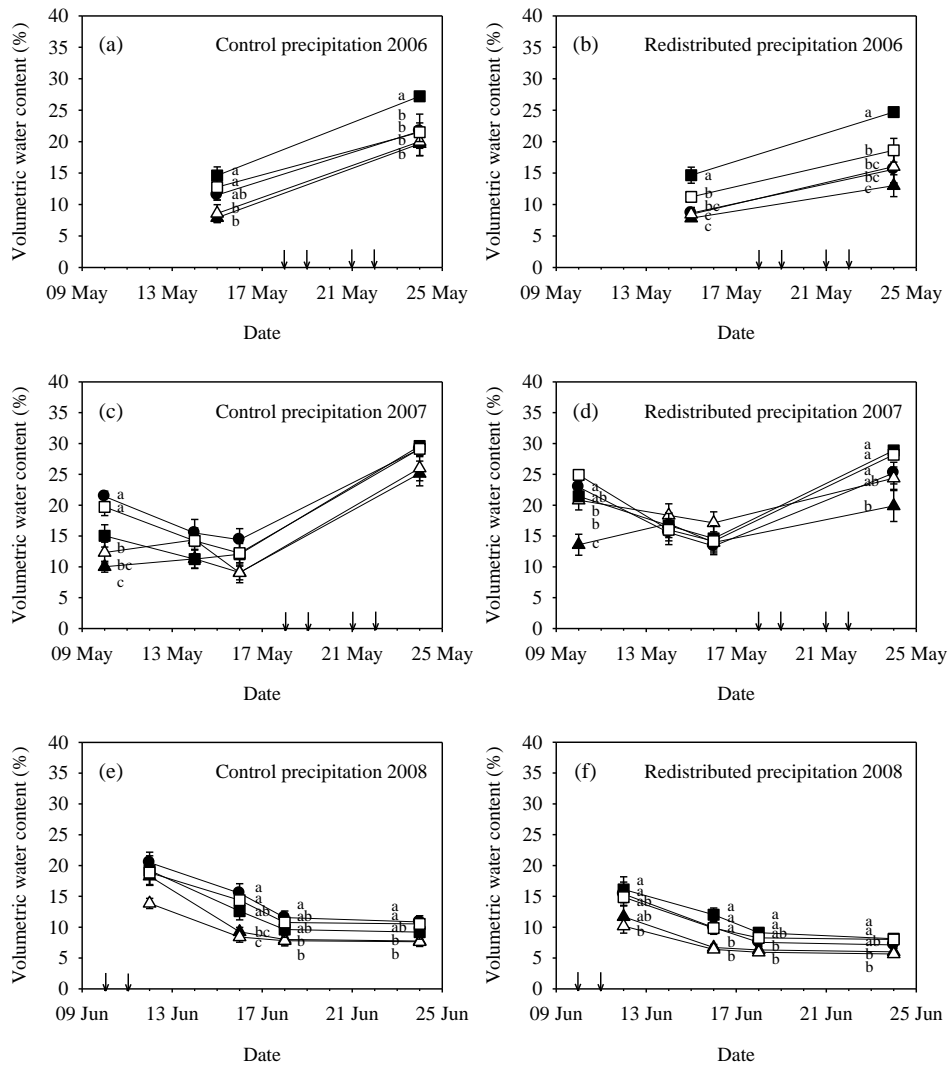 (a) Control precipitation 2006
Volumetric water content (%)
40
35
30
25
20
15
10
5
0
a
a
ab
b
b
a
b
b
b
b
09 May 13 May 17 May 21 May 25 May
Date
(b) Redistributed precipitation 2006
Volumetric water content (%)
40
35
30
25
20
15
10
5
0
a
b
bc
c
c
a
b
bc
bc
c
09 May 13 May 17 May 21 May 25 May
Date
(c) Control precipitation 2007
Volumetric water content (%)
40
35
30
25
20
15
10
5
0
a
a
b
bc
c
09 May 13 May 17 May 21 May 25 May
Date
(d) Redistributed precipitation 2007
Volumetric water content (%)
40
35
30
25
20
15
10
5
0
a
ab
b
b
c
a
a
a
ab
b
09 May 13 May 17 May 21 May 25 May
Date
(e) Control precipitation 2008
Volumetric water content (%)
40
35
30
25
20
15
10
5
0
a
a
ab
bc
c
a
ab
ab
b
b
a
a
ab
b
b
09 Jun 13 Jun 17 Jun 21 Jun 25 Jun
Date
(f) Redistributed precipitation 2008
Volumetric water content (%)
40
35
30
25
20
15
10
5
0
a
a
ab
ab
b
a
a
a
b
b
a
a
ab
b
b
a
a
ab
b
b
09 Jun 13 Jun 17 Jun 21 Jun 25 Jun
Date